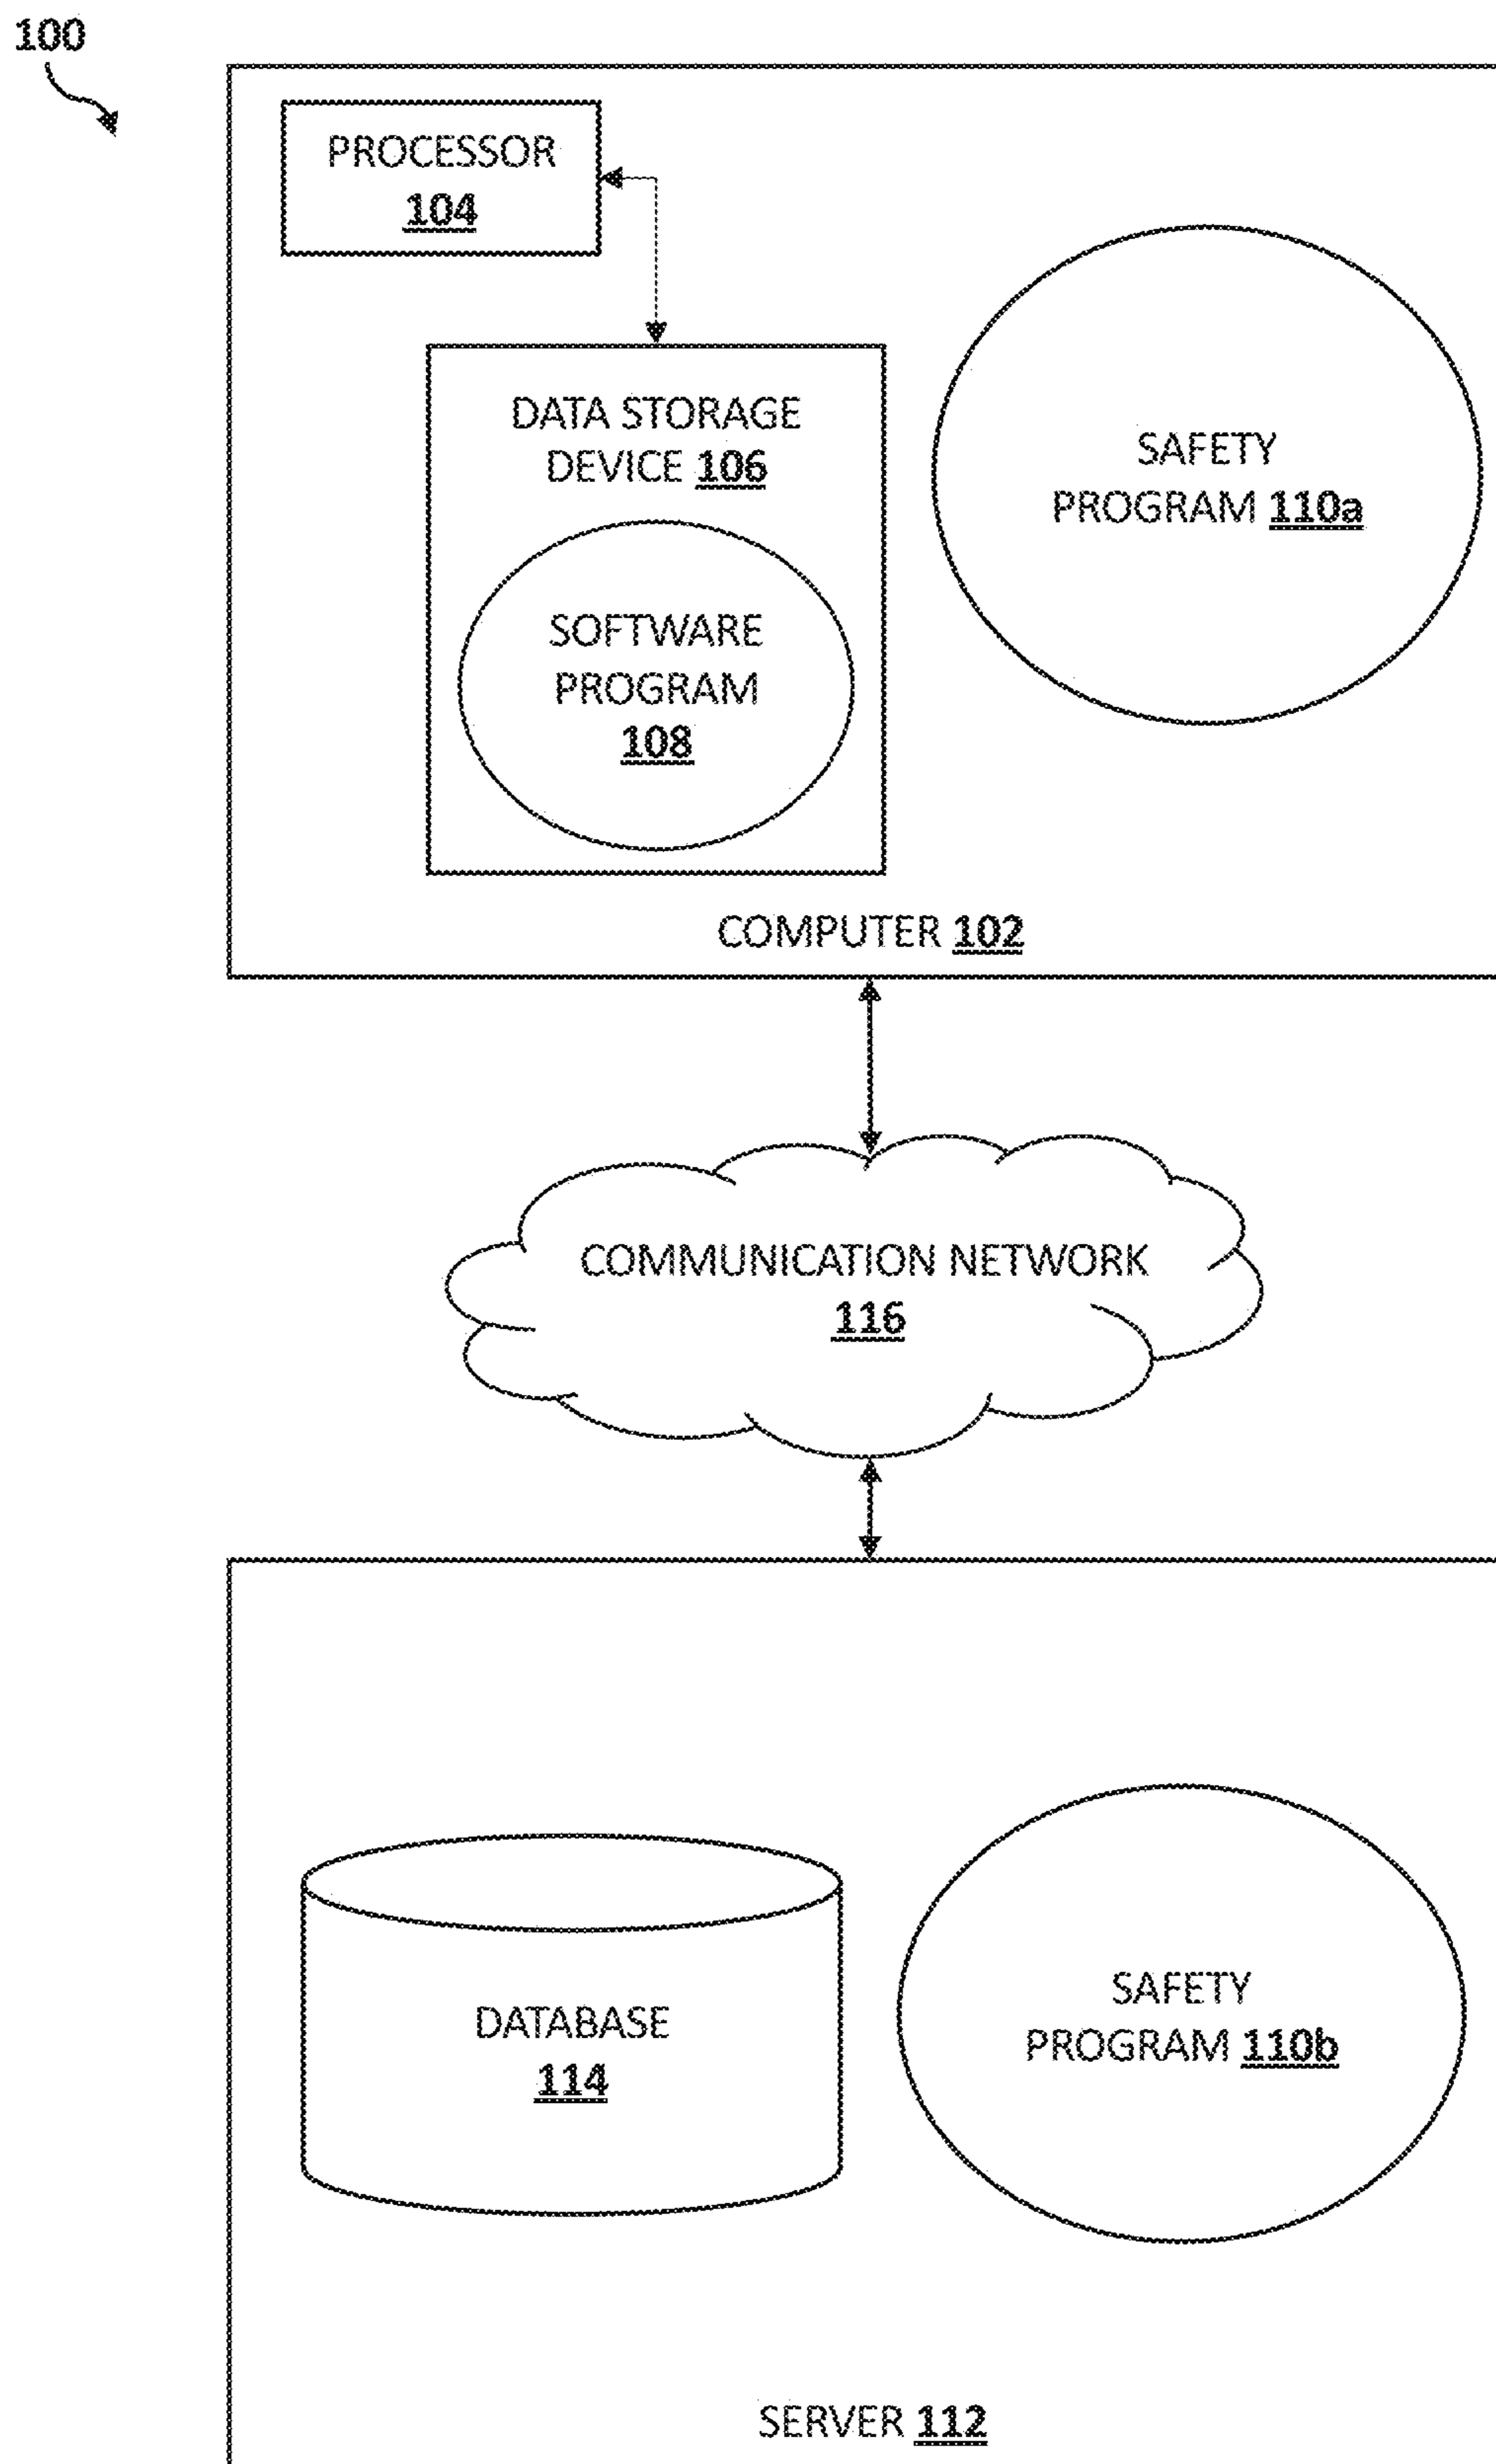 100
PROCESSOR
104
DATA STORAGE
DEVICE 106
SOFTWARE
PROGRAM
108
SAFETY
PROGRAM 110a
COMPUTER 102
COMMUNICATION NETWORK
116
DATABASE
114
SAFETY
PROGRAM 110b
SERVER 112